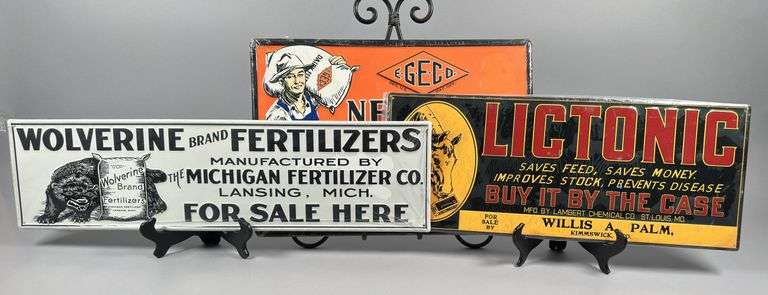 E.GECO.
NE
WOLVERINE BRAND FERTILIZERS
MANUFACTURED BY
THE MICHIGAN FERTILIZER CO.
LANSING, MICH.
FOR SALE HERE
Wolverine
Brand
Fertilizers
LICTONIC
SAVES FEED, SAVES MONEY.
IMPROVES STOCK, PREVENTS DISEASE
BUY IT BY THE CASE
MFD BY LAMBERT CHEMICAL CO. ST. LOUIS, MO.
FOR
SALE
BY
WILLIS A. PALM,
KIMMSWICK,